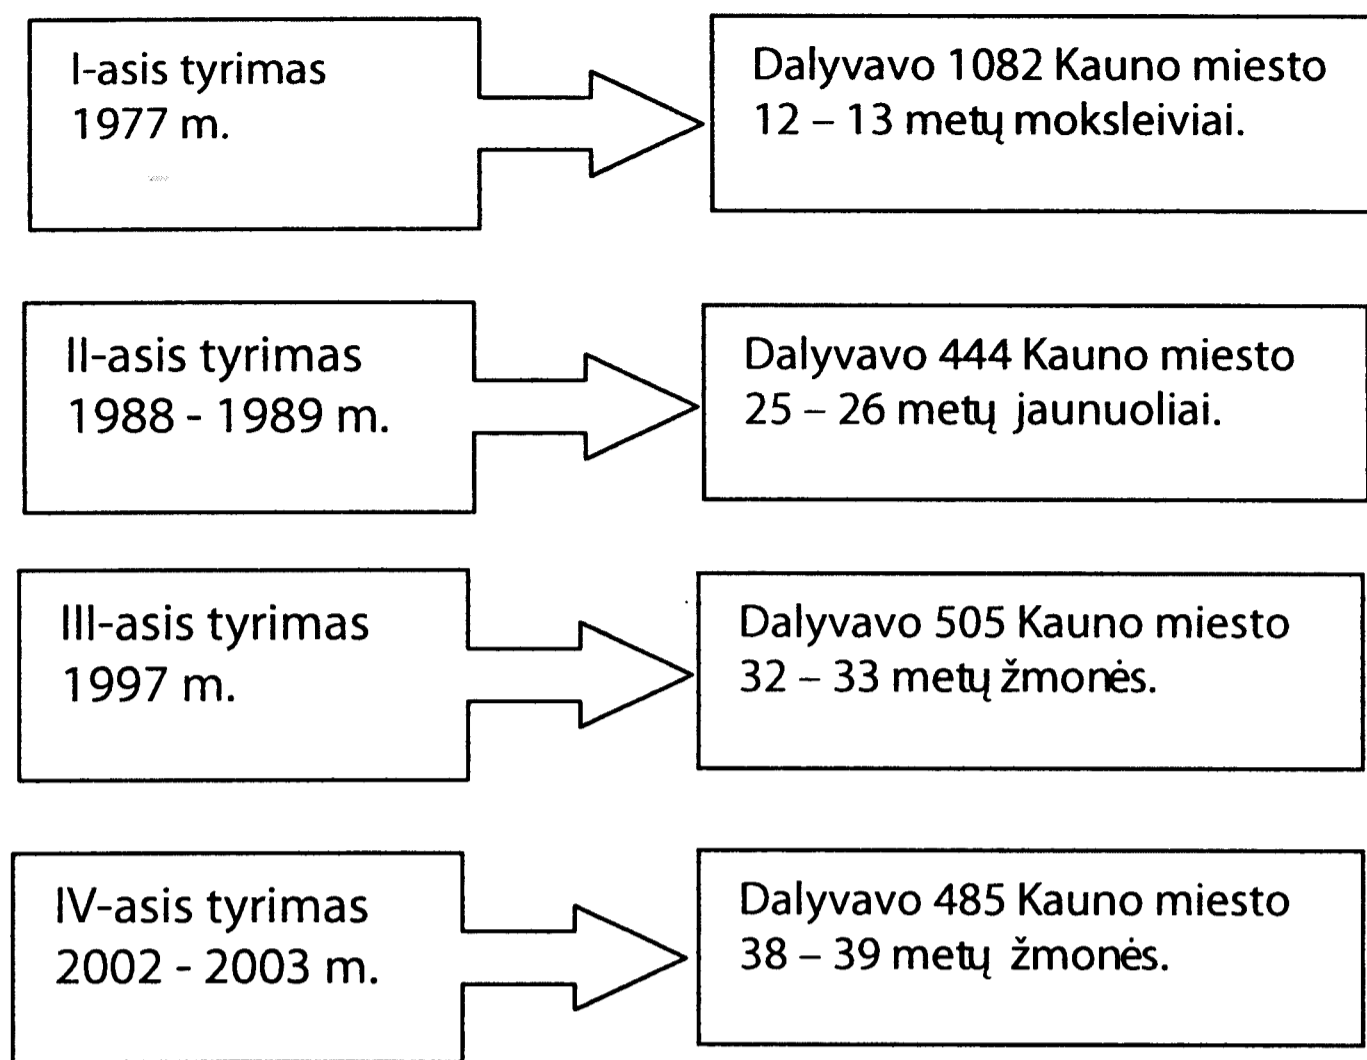 I-asis tyrimas
1977 m.
Dalyvavo 1082 Kauno miesto
12 – 13 metų moksleiviai.
II-asis tyrimas
1988 - 1989 m.
Dalyvavo 444 Kauno miesto
25 – 26 metų jaunuoliai.
III-asis tyrimas
1997 m.
Dalyvavo 505 Kauno miesto
32 – 33 metų žmonės.
IV-asis tyrimas
2002 - 2003 m.
Dalyvavo 485 Kauno miesto
38 – 39 metų žmonės.